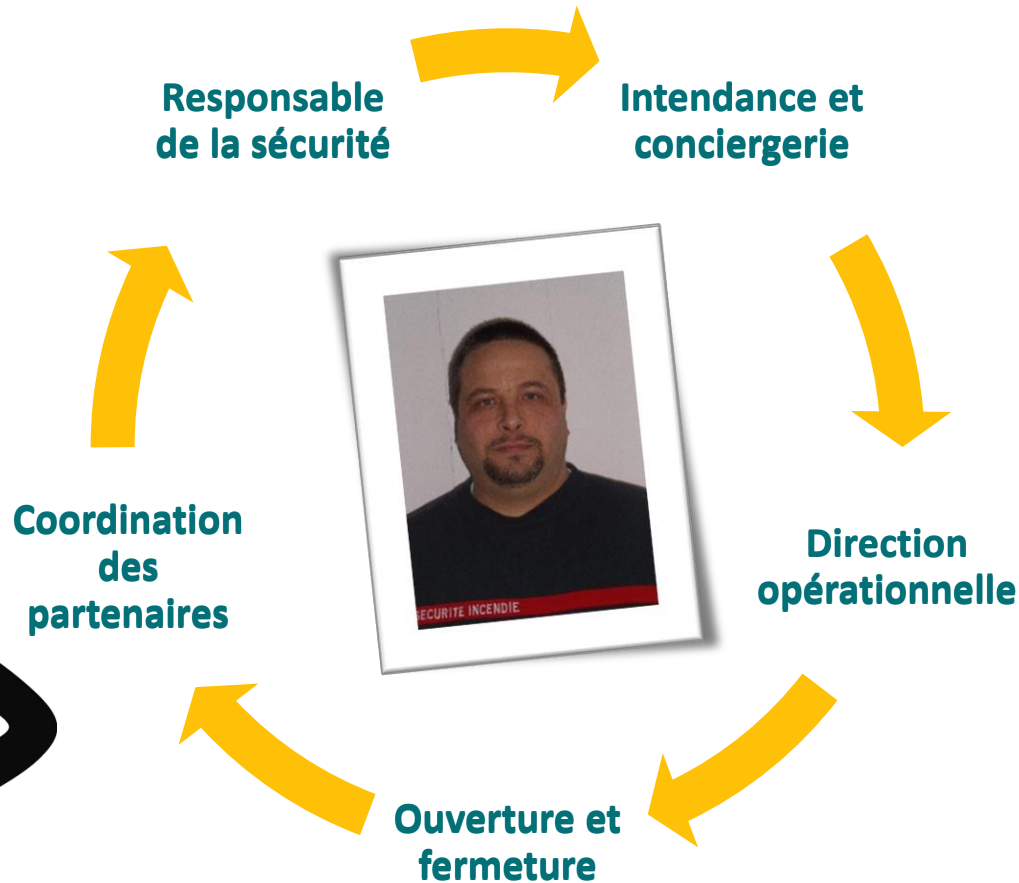 Responsable
de la sécurité
Intendance et
conciergerie
Direction
opérationnelle
Ouverture et
fermeture
Coordination
des
partenaires
SECURITE INCENDIE